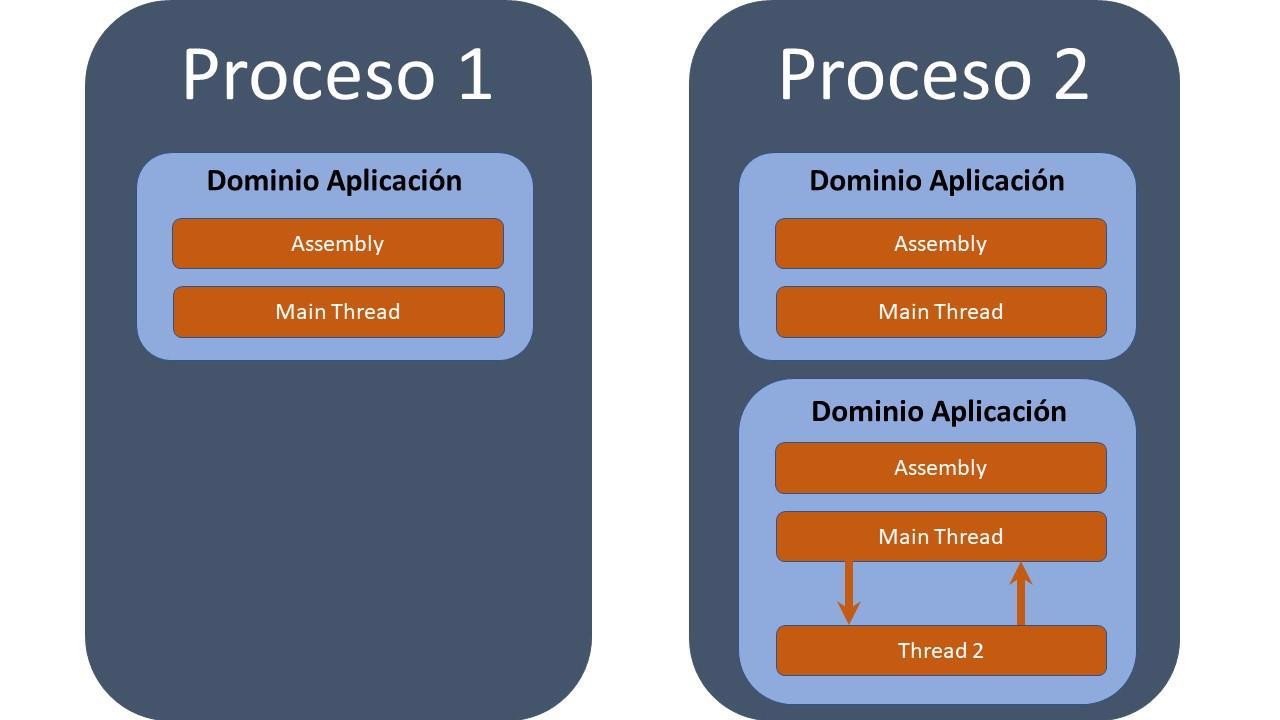 Proceso 1
Dominio Aplicación
Assembly
Main Thread
Proceso 2
Dominio Aplicación
Assembly
Main Thread
Dominio Aplicación
Assembly
Main Thread
Thread 2